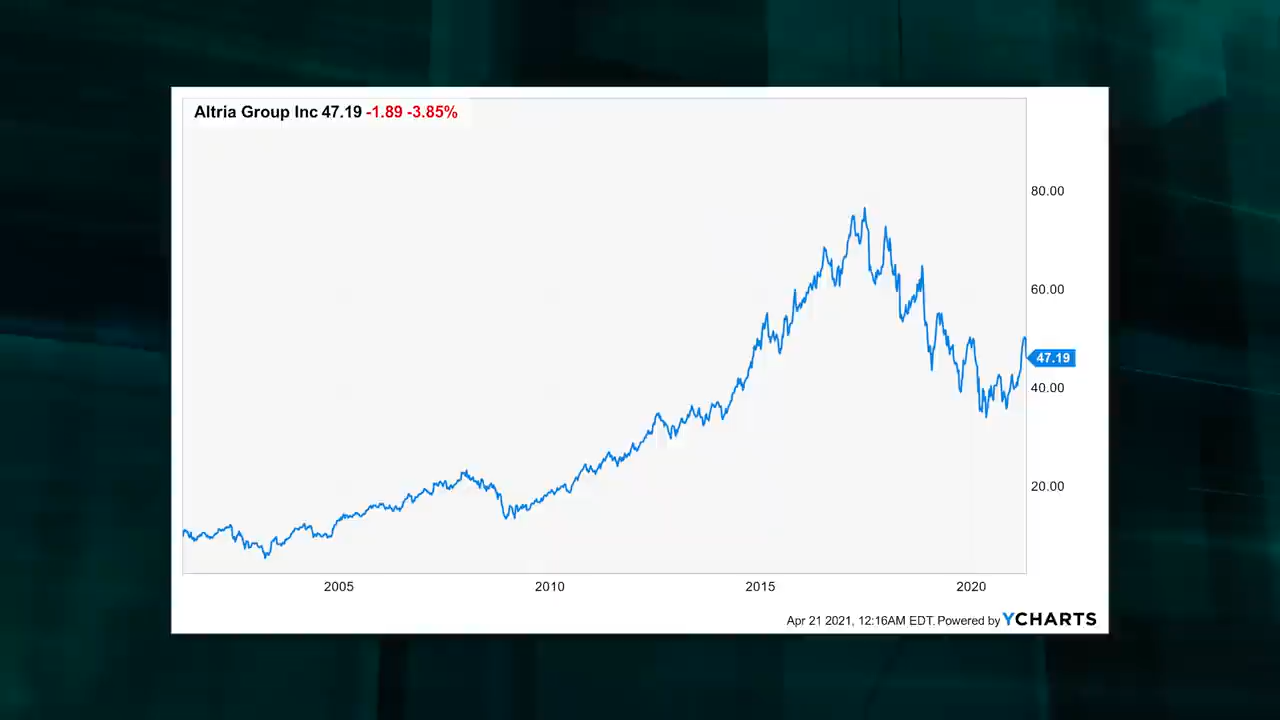 Altria Group Inc 47.19 -1.89 -3.85%
80.00
60.00
47.19
40.00
20.00
2005 2010 2015 2020
Apr 21 2021, 12:16AM EDT. Powered by YCHARTS